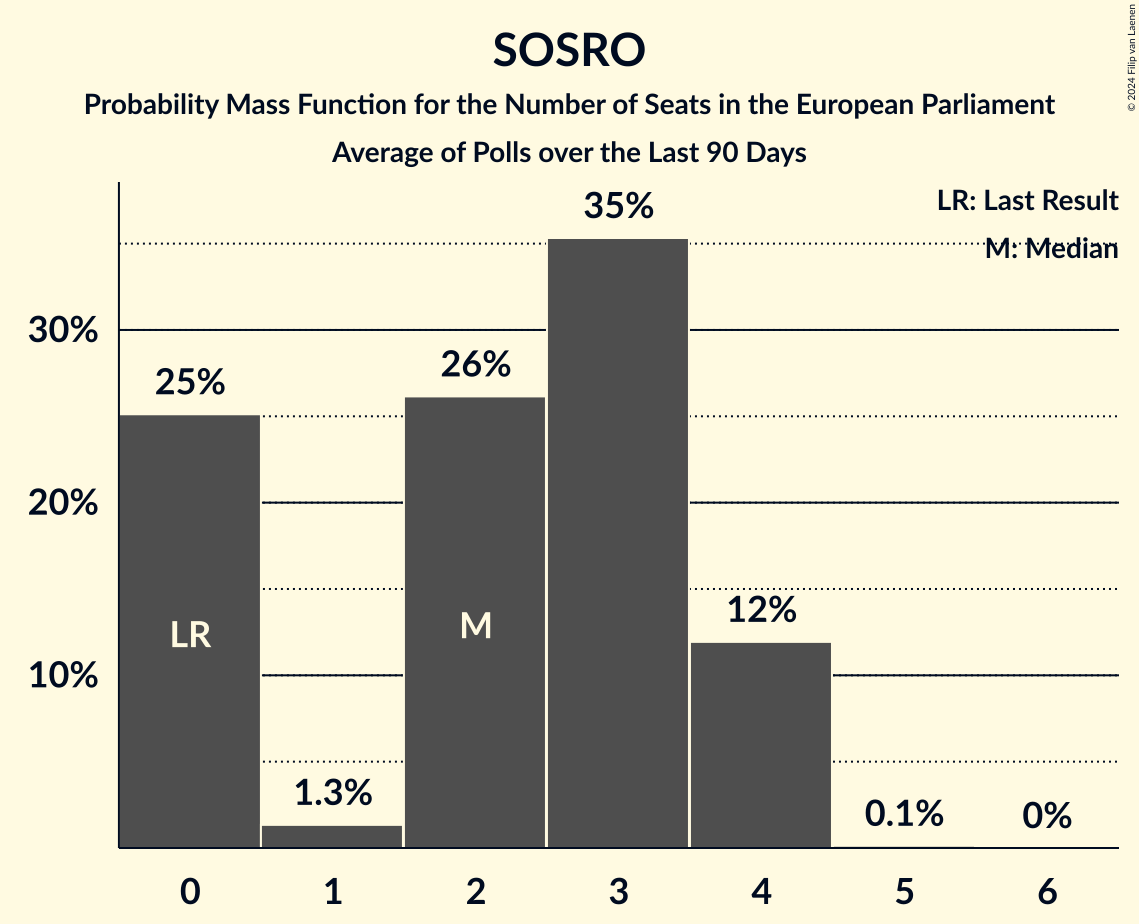 SOSRO
Probability Mass Function for the Number of Seats in the European Parliament
Average of Polls over the Last 90 Days
© 2024 Filip van Laenen
LR: Last Result
M: Median
35%
30%
26%
25%
20%
LR
M
12%
10%
1.3%
0.1%
0%
0 1 2 3 4 5 6